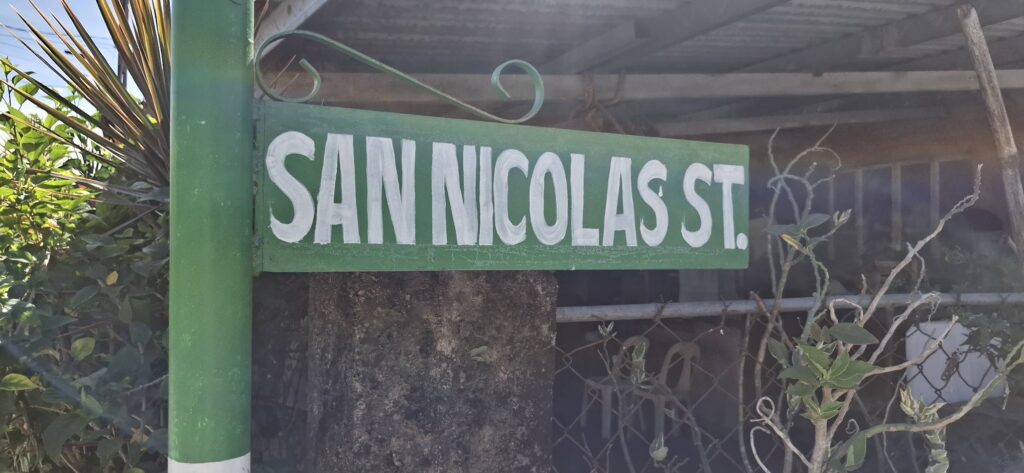 SAN NICOLAS ST.